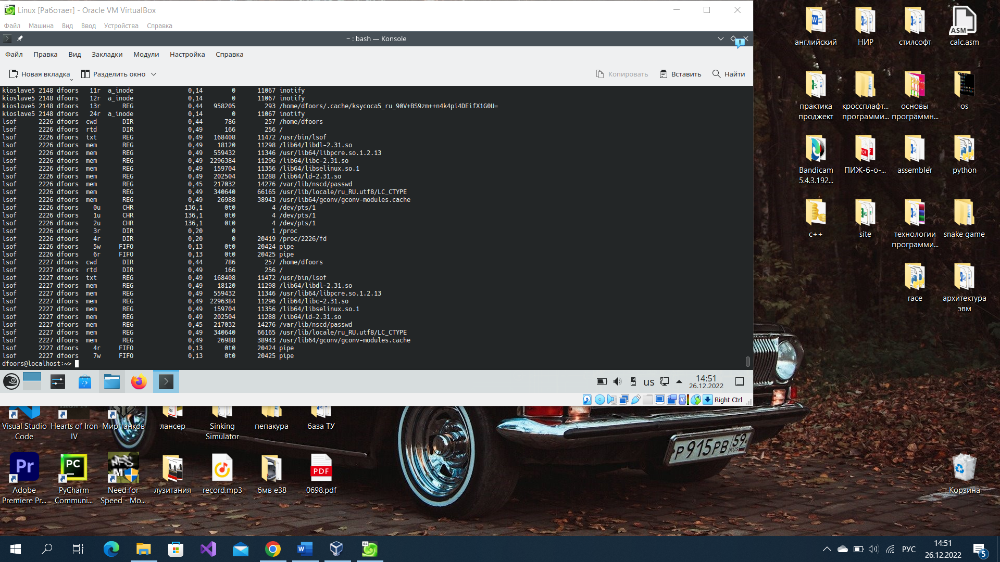 Linux [Работает] - Oracle VM VirtualBox
Файл Машина Вид Ввод Устройства Справка
~ : bash — Konsole
Файл Правка Вид Закладки Модули Настройка Справка
Новая вкладка Разделить окно Копировать Вставить Найти
kioslave5 2148 dfoors 11r a_inode 0,14 0 11067 inotify
kioslave5 2148 dfoors 12r a_inode 0,14 0 11067 inotify
kioslave5 2148 dfoors 13r REG 0,44 958205 293 /home/dfoors/.cache/ksycoca5_ru_90V+BS9zm++n4k4pi4DEifX1G0U=
kioslave5 2148 dfoors 24r a_inode 0,14 0 11067 inotify
lsof 2226 dfoors cwd DIR 0,44 786 257 /home/dfoors
lsof 2226 dfoors rtd DIR 0,49 166 256 /
lsof 2226 dfoors txt REG 0,49 168408 11472 /usr/bin/lsof
lsof 2226 dfoors mem REG 0,49 18120 11298 /lib64/libdl-2.31.so
lsof 2226 dfoors mem REG 0,49 559432 11346 /usr/lib64/libpcre.so.1.2.13
lsof 2226 dfoors mem REG 0,49 2296384 11296 /lib64/libc-2.31.so
lsof 2226 dfoors mem REG 0,49 159704 11356 /lib64/libselinux.so.1
lsof 2226 dfoors mem REG 0,49 202504 11288 /lib64/ld-2.31.so
lsof 2226 dfoors mem REG 0,45 217032 14276 /var/lib/nscd/passwd
lsof 2226 dfoors mem REG 0,49 340640 66165 /usr/lib/locale/ru_RU.utf8/LC_CTYPE
lsof 2226 dfoors mem REG 0,49 26988 38943 /usr/lib64/gconv/gconv-modules.cache
lsof 2226 dfoors 0u CHR 136,1 0t0 4 /dev/pts/1
lsof 2226 dfoors 1u CHR 136,1 0t0 4 /dev/pts/1
lsof 2226 dfoors 2u CHR 136,1 0t0 4 /dev/pts/1
lsof 2226 dfoors 3r DIR 0,20 0 1 /proc
lsof 2226 dfoors 4r DIR 0,20 0 20419 /proc/2226/fd
lsof 2226 dfoors 5w FIFO 0,13 0t0 20424 pipe
lsof 2226 dfoors 6r FIFO 0,13 0t0 20425 pipe
lsof 2227 dfoors cwd DIR 0,44 786 257 /home/dfoors
lsof 2227 dfoors rtd DIR 0,49 166 256 /
lsof 2227 dfoors txt REG 0,49 168408 11472 /usr/bin/lsof
lsof 2227 dfoors mem REG 0,49 18120 11298 /lib64/libdl-2.31.so
lsof 2227 dfoors mem REG 0,49 559432 11346 /usr/lib64/libpcre.so.1.2.13
lsof 2227 dfoors mem REG 0,49 2296384 11296 /lib64/libc-2.31.so
lsof 2227 dfoors mem REG 0,49 159704 11356 /lib64/libselinux.so.1
lsof 2227 dfoors mem REG 0,49 202504 11288 /lib64/ld-2.31.so
lsof 2227 dfoors mem REG 0,45 217032 14276 /var/lib/nscd/passwd
lsof 2227 dfoors mem REG 0,49 340640 66165 /usr/lib/locale/ru_RU.utf8/LC_CTYPE
lsof 2227 dfoors mem REG 0,49 26988 38943 /usr/lib64/gconv/gconv-modules.cache
lsof 2227 dfoors 4r FIFO 0,13 0t0 20424 pipe
lsof 2227 dfoors 7w FIFO 0,13 0t0 20425 pipe
dfoors@localhost:~>
us 14:51
26.12.2022
Right Ctrl
английский НИР стилсофт calc.asm
практика кроссплафт... основы os
проджект программи... программн...
Bandicam ПИЖ-б-о-... assembler python
5.4.3.192...
c++ site технологии snake game
программи...
race архитектура
эвм
Visual Studio Hearts of Iron Мир танков лансер Sinking пепакура база ТУ
Code IV Simulator
P915PB 59
RUS
Adobe PyCharm Need for лузитания record.mp3 бмв е38 0698.pdf Корзина
Premiere Pr... Communi... Speed - Mo...
РУС 14:51
26.12.2022
5